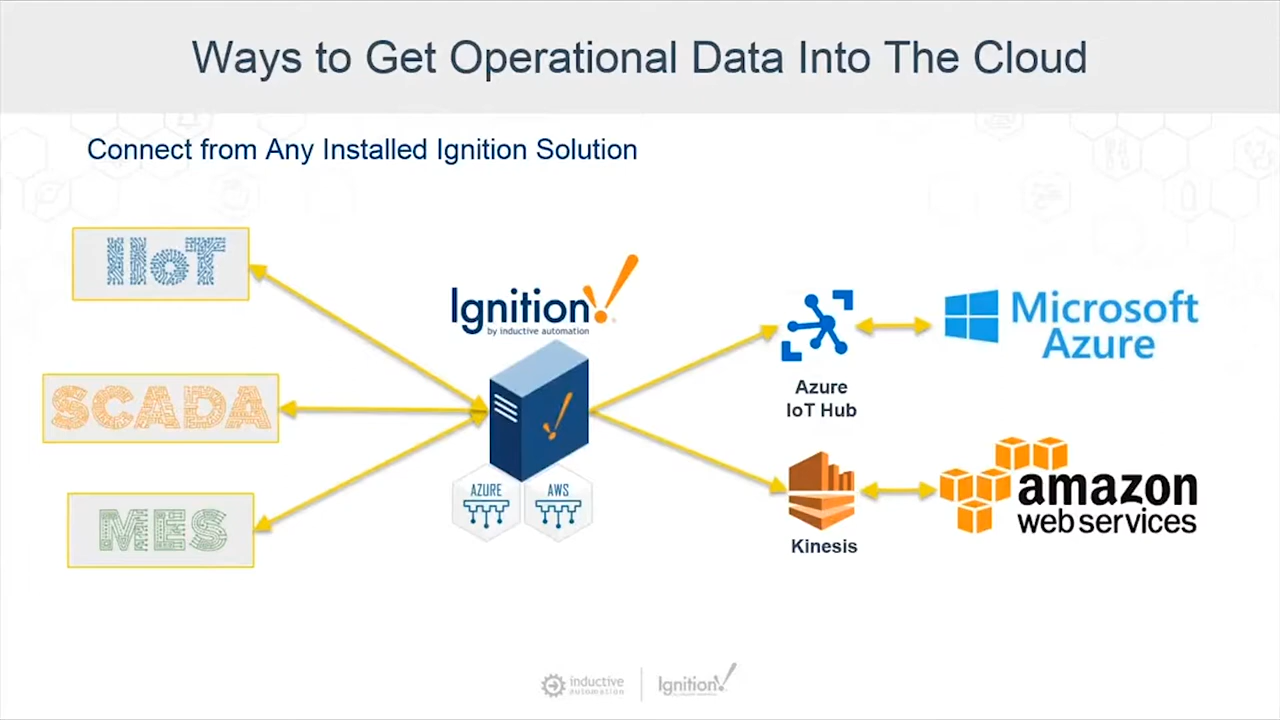 Ways to Get Operational Data Into The Cloud
Connect from Any Installed Ignition Solution
IIoT
SCADA
MES
Ignition!
by inductive automation
AZURE
AWS
Azure
IoT Hub
Microsoft
Azure
Kinesis
amazon
web services
inductive
automation
Ignition!